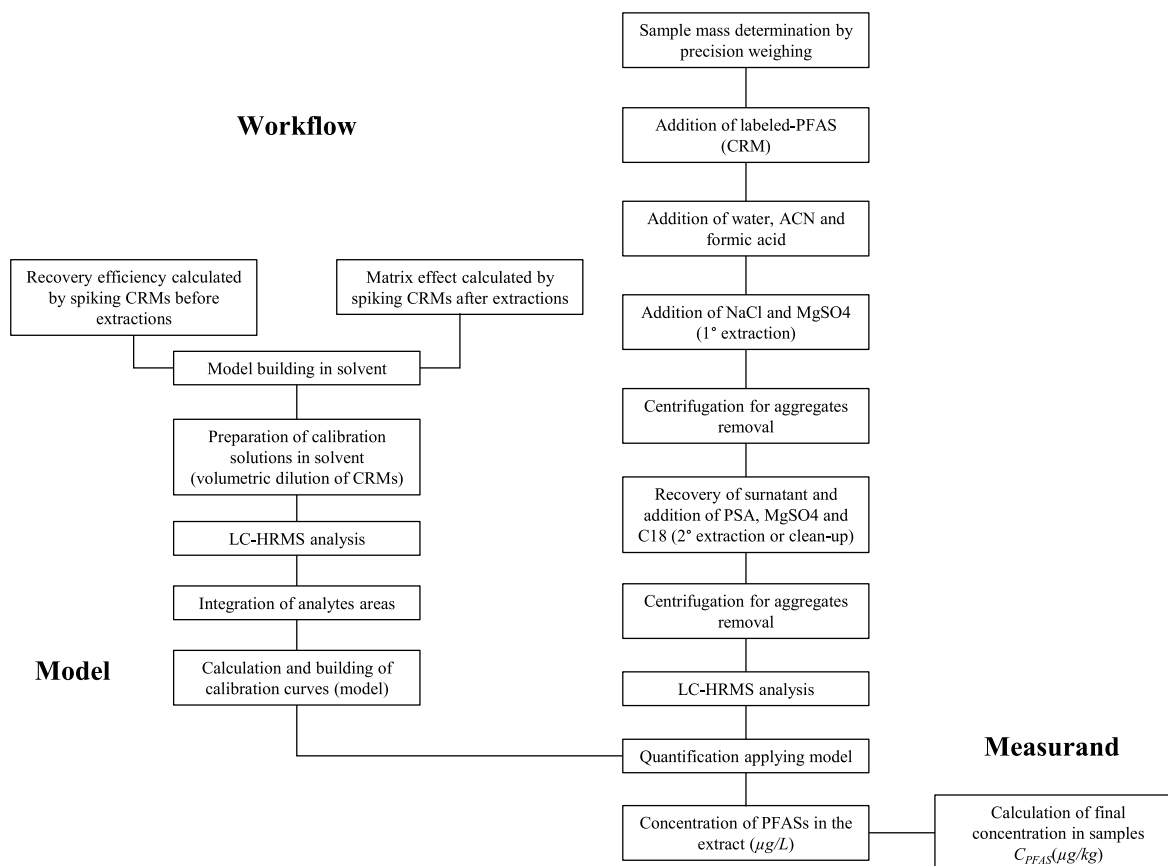 Workflow
Recovery efficiency calculated
by spiking CRMs before
extractions
Matrix effect calculated by
spiking CRMs after extractions
Model building in solvent
Preparation of calibration
solutions in solvent
(volumetric dilution of CRMs)
LC-HRMS analysis
Integration of analytes areas
Model
Calculation and building of
calibration curves (model)
Sample mass determination by
precision weighing
Addition of labeled-PFAS
(CRM)
Addition of water, ACN and
formic acid
Addition of NaCl and MgSO4
(1° extraction)
Centrifugation for aggregates
removal
Recovery of surnatant and
addition of PSA, MgSO4 and
C18 (2° extraction or clean-up)
Centrifugation for aggregates
removal
LC-HRMS analysis
Quantification applying model
Concentration of PFASs in the
extract (µg/L)
Measurand
Calculation of final
concentration in samples
C_PFAS(µg/kg)